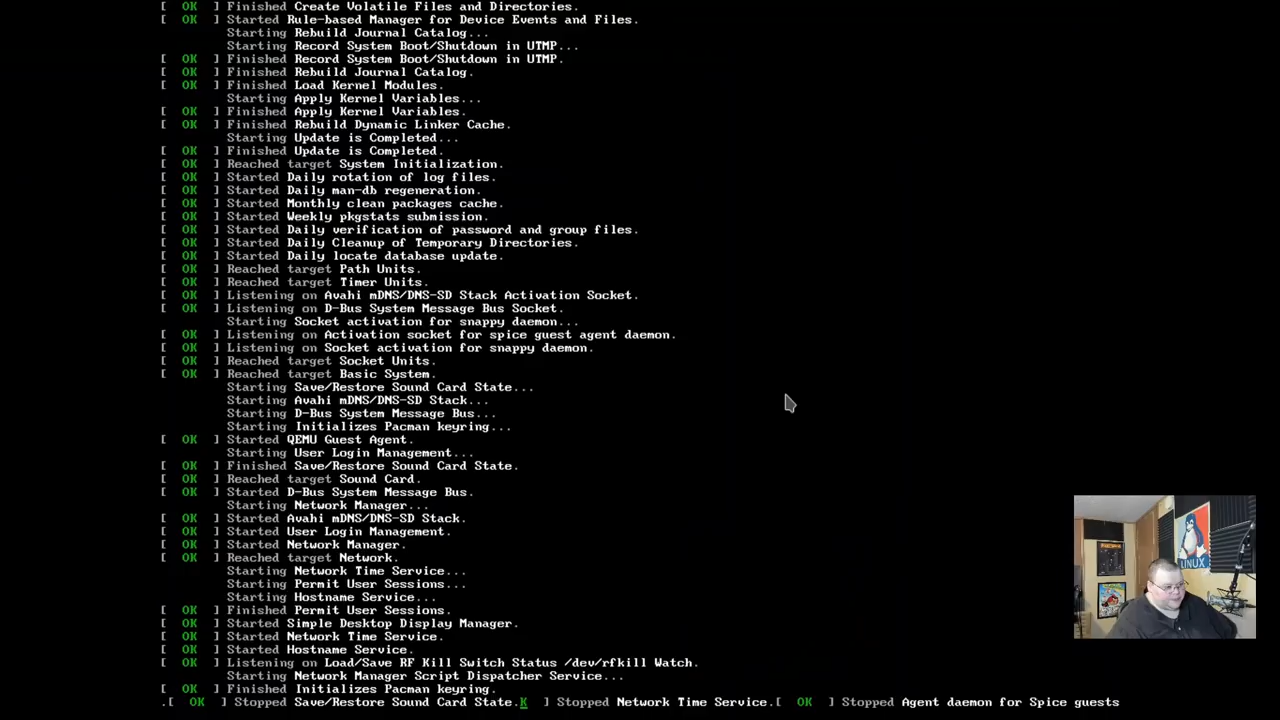 [ OK ] Finished Create Volatile Files and Directories.
[ OK ] Started Rule-based Manager for Device Events and Files.
Starting Rebuild Journal Catalog...
Starting Record System Boot/Shutdown in UTMP...
[ OK ] Finished Record System Boot/Shutdown in UTMP.
[ OK ] Finished Rebuild Journal Catalog.
[ OK ] Finished Load Kernel Modules.
Starting Apply Kernel Variables...
[ OK ] Finished Apply Kernel Variables.
[ OK ] Finished Rebuild Dynamic Linker Cache.
Starting Update is Completed...
[ OK ] Finished Update is Completed.
[ OK ] Reached target System Initialization.
[ OK ] Started Daily rotation of log files.
[ OK ] Started Daily man-db regeneration.
[ OK ] Started Monthly clean packages cache.
[ OK ] Started Weekly pkgstats submission.
[ OK ] Started Daily verification of password and group files.
[ OK ] Started Daily Cleanup of Temporary Directories.
[ OK ] Started Daily locate database update.
[ OK ] Reached target Path Units.
[ OK ] Reached target Timer Units.
[ OK ] Listening on Avahi mDNS/DNS-SD Stack Activation Socket.
[ OK ] Listening on D-Bus System Message Bus Socket.
Starting Socket activation for snappy daemon...
[ OK ] Listening on Activation socket for spice guest agent daemon.
[ OK ] Listening on Socket activation for snappy daemon.
[ OK ] Reached target Socket Units.
[ OK ] Reached target Basic System.
Starting Save/Restore Sound Card State...
Starting Avahi mDNS/DNS-SD Stack...
Starting D-Bus System Message Bus...
Starting Initializes Pacman keyring...
[ OK ] Started QEMU Guest Agent.
Starting User Login Management...
[ OK ] Finished Save/Restore Sound Card State.
[ OK ] Reached target Sound Card.
[ OK ] Started D-Bus System Message Bus.
Starting Network Manager...
[ OK ] Started Avahi mDNS/DNS-SD Stack.
[ OK ] Started User Login Management.
[ OK ] Started Network Manager.
[ OK ] Reached target Network.
Starting Network Time Service...
Starting Permit User Sessions...
Starting Hostname Service...
[ OK ] Finished Permit User Sessions.
[ OK ] Started Simple Desktop Display Manager.
[ OK ] Started Network Time Service.
[ OK ] Started Hostname Service.
[ OK ] Listening on Load/Save RF Kill Switch Status /dev/rfkill Watch.
Starting Network Manager Script Dispatcher Service...
[ OK ] Finished Initializes Pacman keyring.
.[ OK ] Stopped Save/Restore Sound Card State.K ] Stopped Network Time Service.[ OK ] Stopped Agent daemon for Spice guests
LINUX